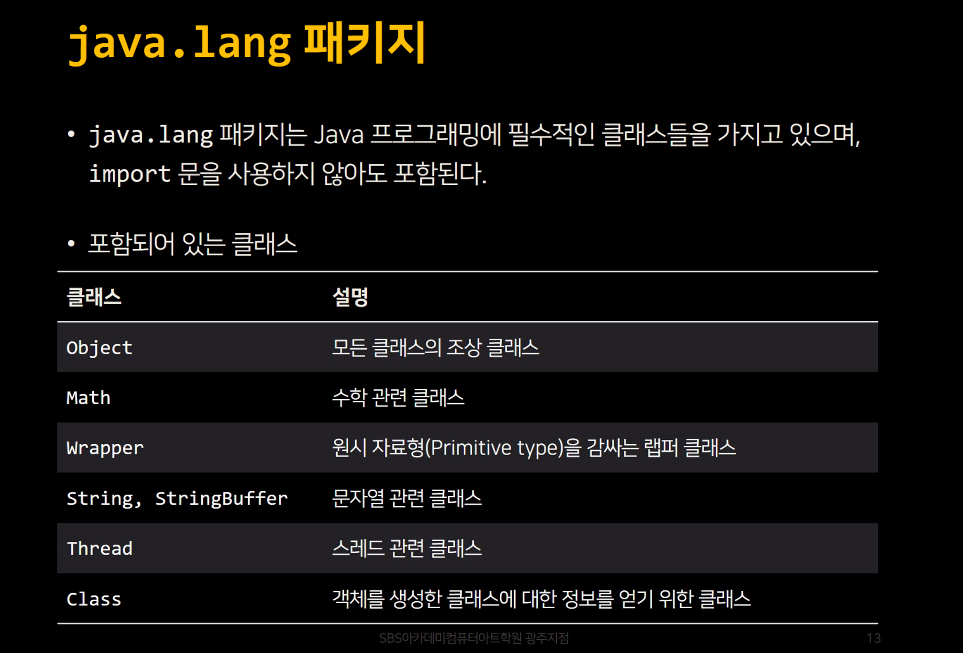 java.lang 패키지
• java.lang 패키지는 Java 프로그래밍에 필수적인 클래스들을 가지고 있으며,
import 문을 사용하지 않아도 포함된다.
• 포함되어 있는 클래스
클래스 설명
Object 모든 클래스의 조상 클래스
Math 수학 관련 클래스
Wrapper 원시 자료형(Primitive type)을 감싸는 랩퍼 클래스
String, StringBuffer 문자열 관련 클래스
Thread 스레드 관련 클래스
Class 객체를 생성한 클래스에 대한 정보를 얻기 위한 클래스
SBS아카데미컴퓨터아트학원 광주지점 13